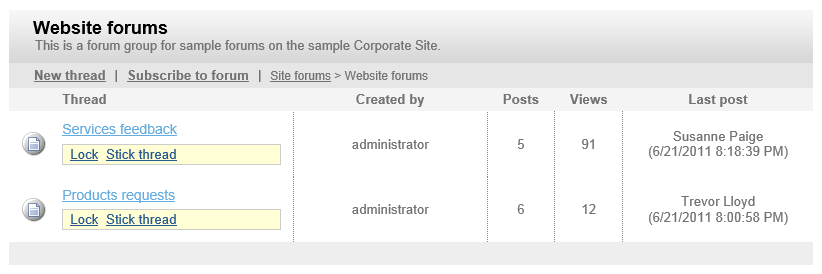 Website forums
This is a forum group for sample forums on the sample Corporate Site.
New thread | Subscribe to forum | Site forums > Website forums
Thread Created by Posts Views Last post
Services feedback
Lock Stick thread
administrator 5 91
Susanne Paige
(6/21/2011 8:18:39 PM)
Products requests
Lock Stick thread
administrator 6 12
Trevor Lloyd
(6/21/2011 8:00:58 PM)